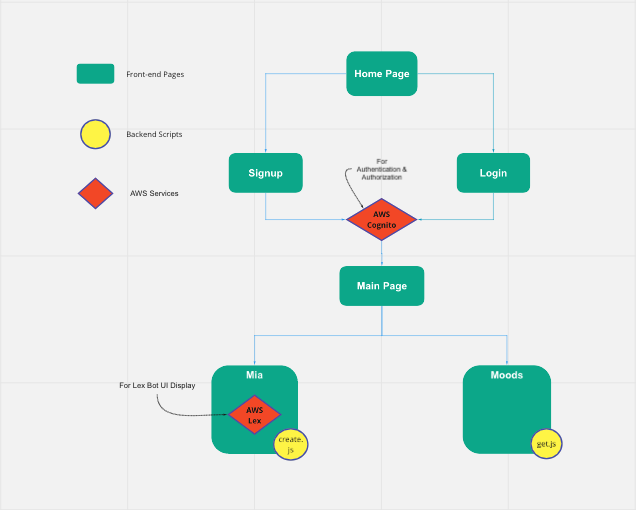 Home Page
Front-end Pages
Backend Scripts
AWS Services
Signup
For
Authentication &
Authorization
Login
AWS
Cognito
Main Page
Mia
Moods
For Lex Bot UI Display
AWS
Lex
create.
js
get.js